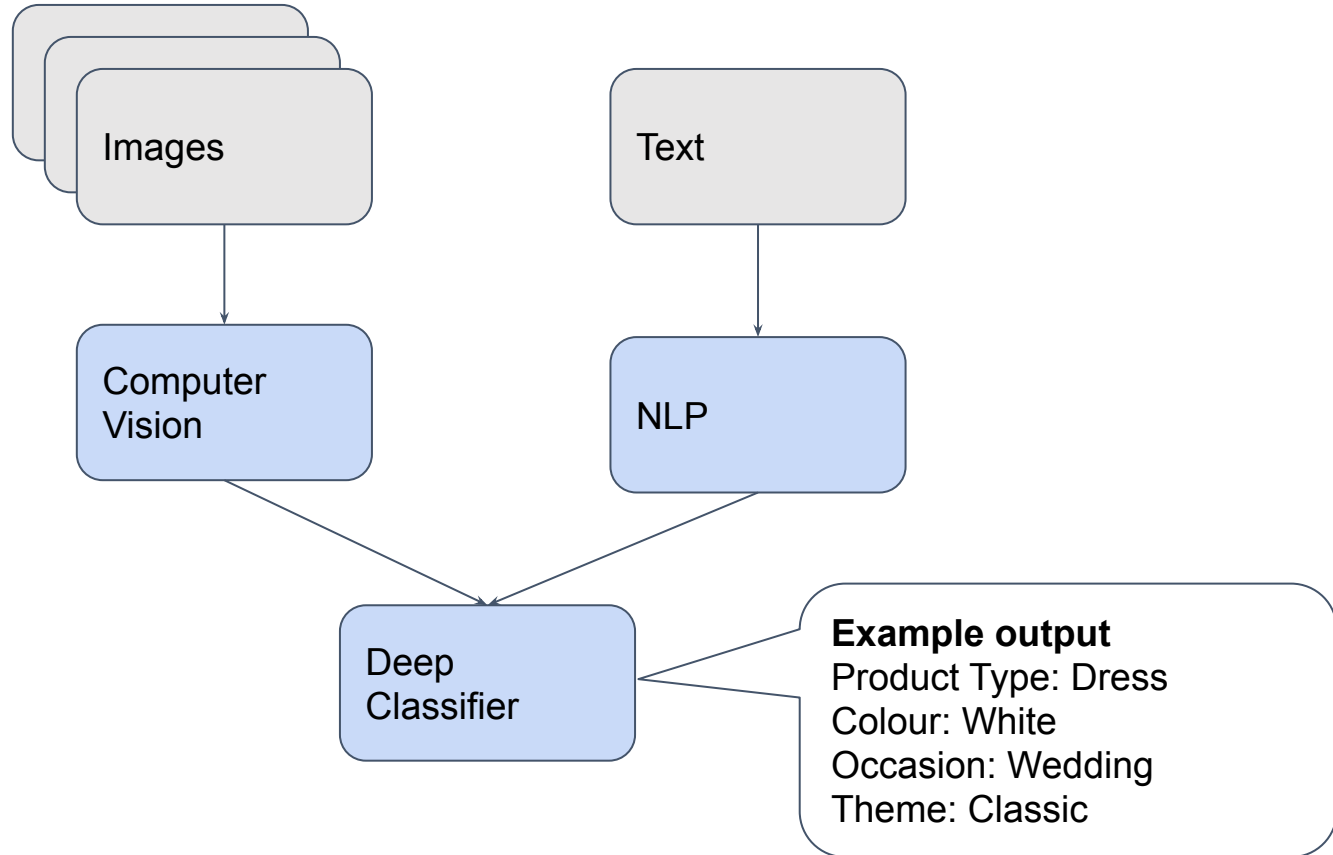 Images
Text
Computer
Vision
NLP
Deep
Classifier
Example output
Product Type: Dress
Colour: White
Occasion: Wedding
Theme: Classic